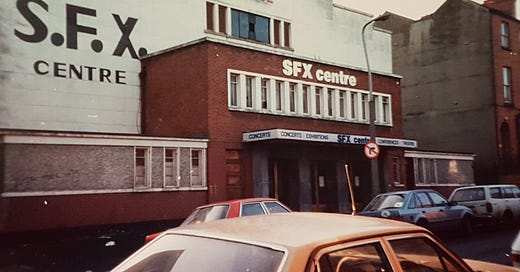 S.F.X.
CENTRE
SFX centre
CONCERTS CONCERTS - EXHIBITIONS SFX centre CONFERENCES THEATRE